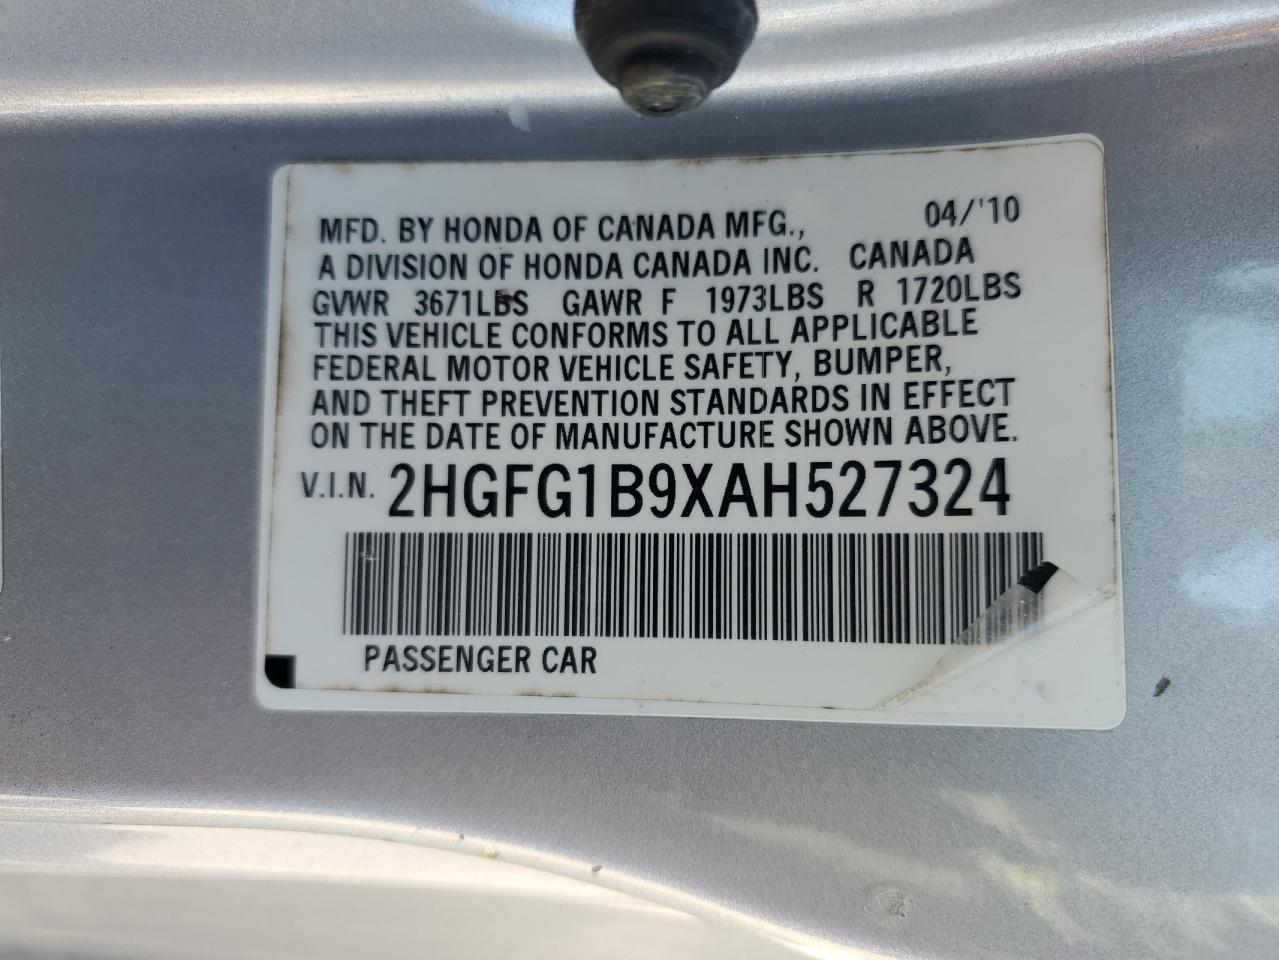 04/'10
MFD. BY HONDA OF CANADA MFG.,
A DIVISION OF HONDA CANADA INC. CANADA
GVWR 3671LBS GAWR F 1973LBS R 1720LBS
THIS VEHICLE CONFORMS TO ALL APPLICABLE
FEDERAL MOTOR VEHICLE SAFETY, BUMPER,
AND THEFT PREVENTION STANDARDS IN EFFECT
ON THE DATE OF MANUFACTURE SHOWN ABOVE.
V.I.N. 2HGFG1B9XAH527324
PASSENGER CAR